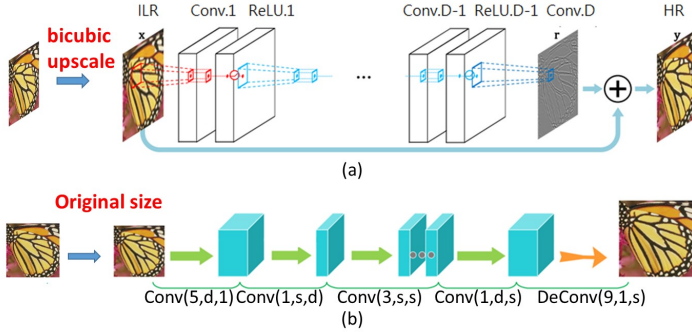 ILR Conv.1 ReLU.1 Conv.D-1 ReLU.D-1 Conv.D HR
x r y
bicubic
upscale
...
(a)
Original size
Conv(5,d,1) Conv(1,s,d) Conv(3,s,s) Conv(1,d,s) DeConv(9,1,s)
(b)